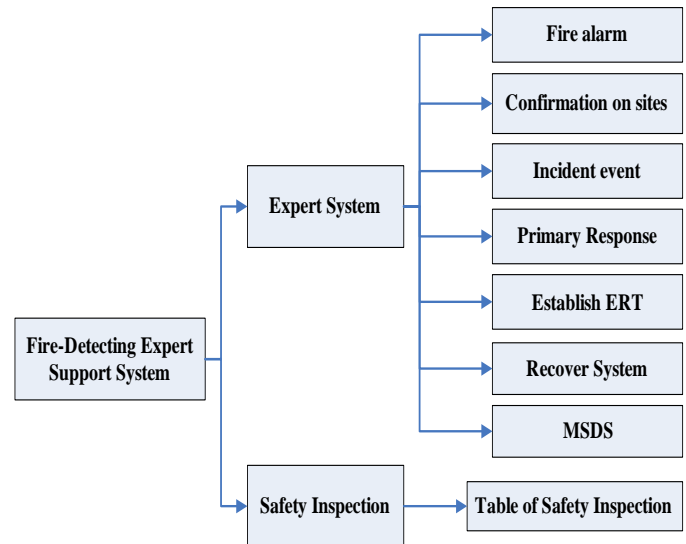 Fire alarm
Confirmation on sites
Incident event
Expert System
Primary Response
Establish ERT
Fire-Detecting Expert
Support System
Recover System
MSDS
Safety Inspection
Table of Safety Inspection